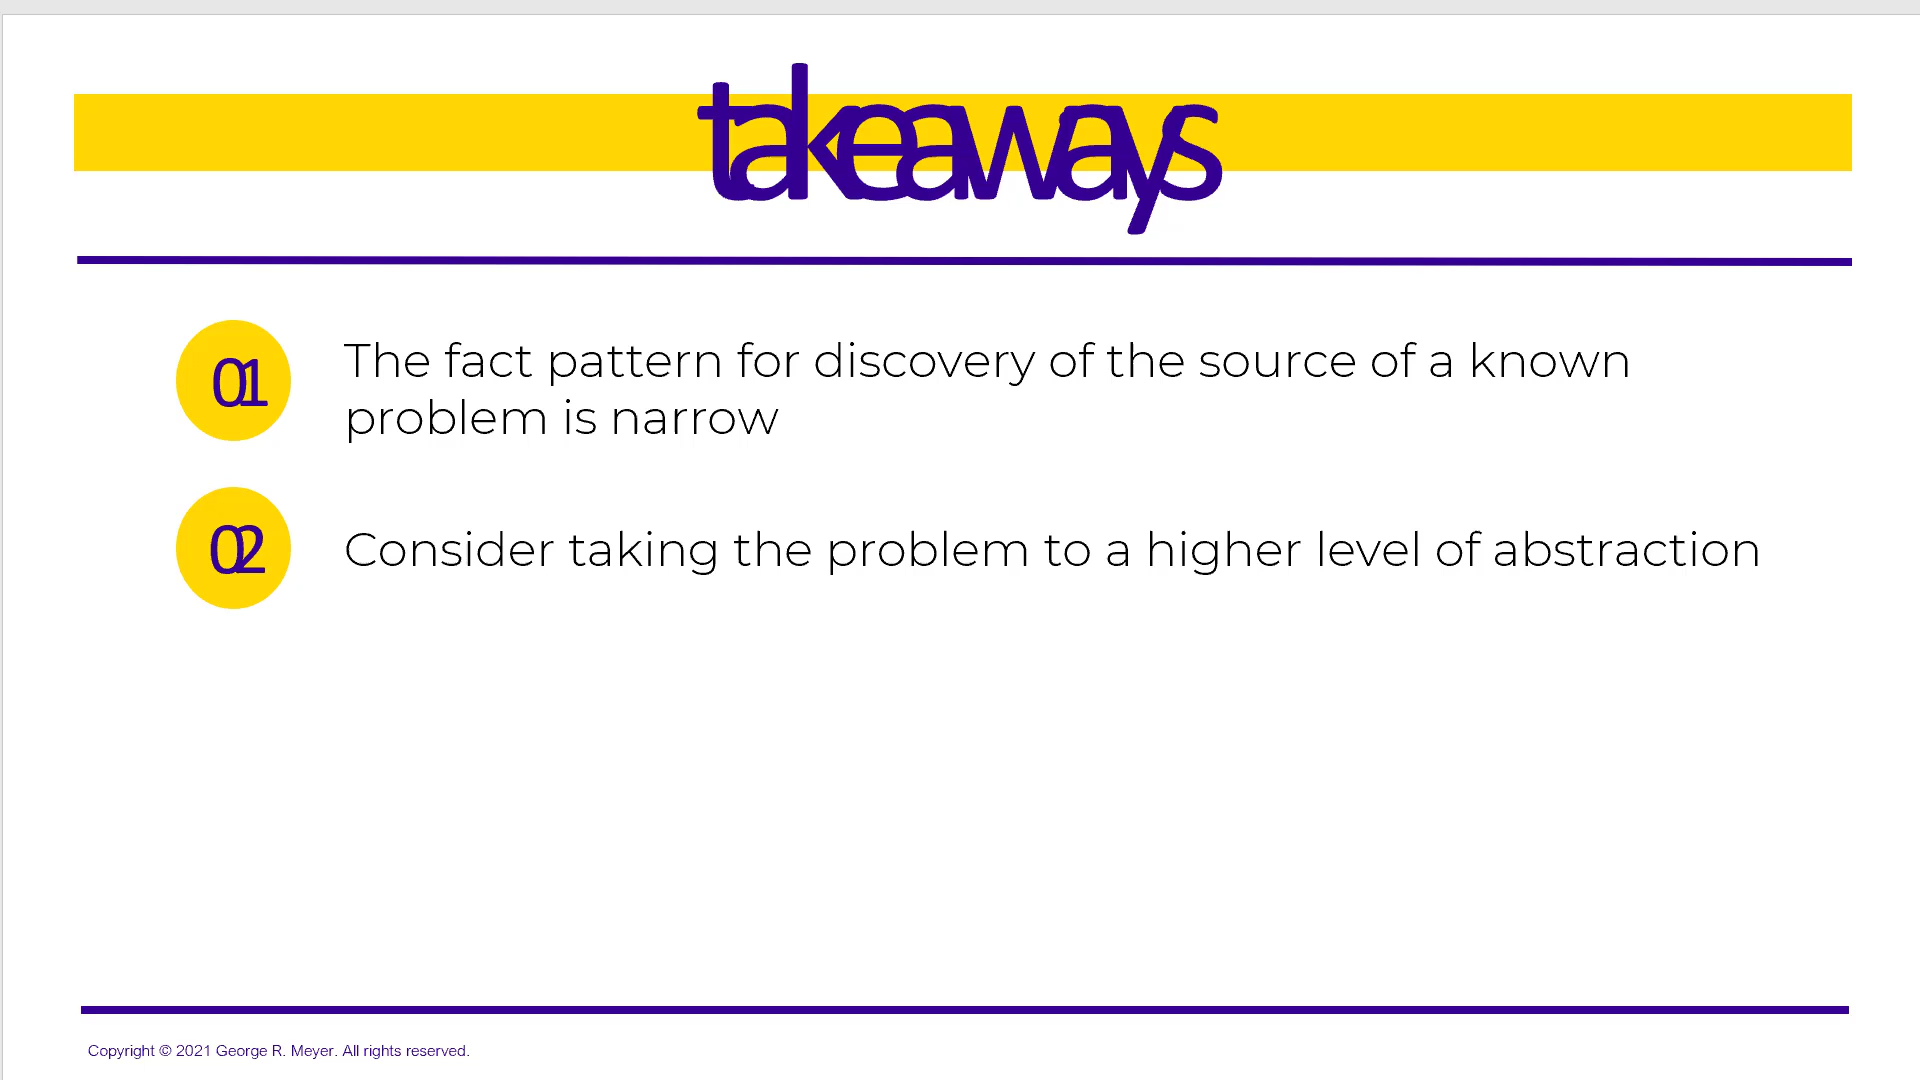 takeaways
01
The fact pattern for discovery of the source of a known
problem is narrow
02
Consider taking the problem to a higher level of abstraction
Copyright © 2021 George R. Meyer. All rights reserved.